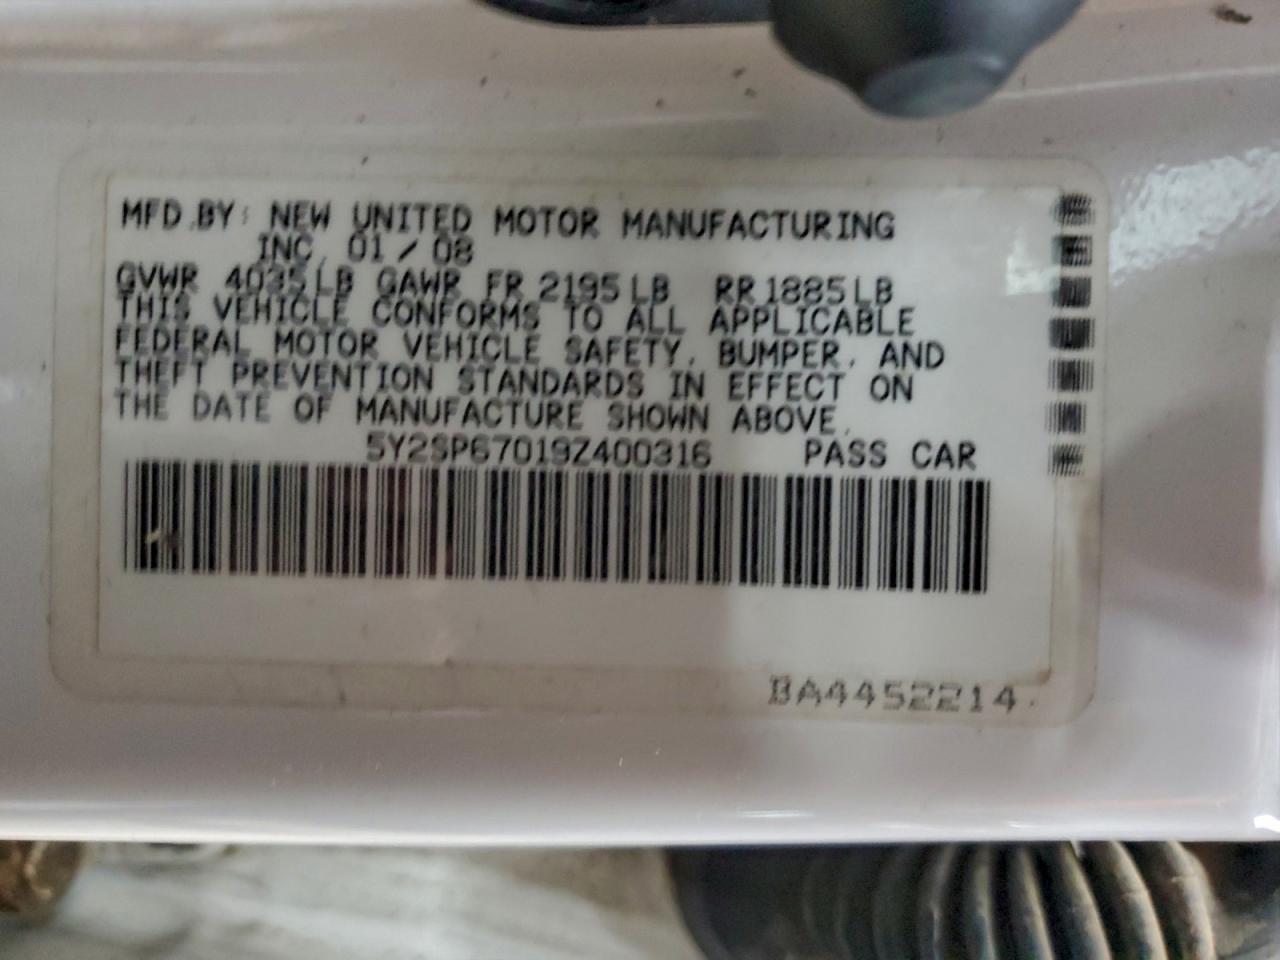 MFD.BY: NEW UNITED MOTOR MANUFACTURING
INC. 01/08
GVWR 4035LB GAWR FR 2195LB RR1885LB
THIS VEHICLE CONFORMS TO ALL APPLICABLE
FEDERAL MOTOR VEHICLE SAFETY, BUMPER, AND
THEFT PREVENTION STANDARDS IN EFFECT ON
THE DATE OF MANUFACTURE SHOWN ABOVE.
5Y2SP67019Z400316 PASS CAR
BA4452214